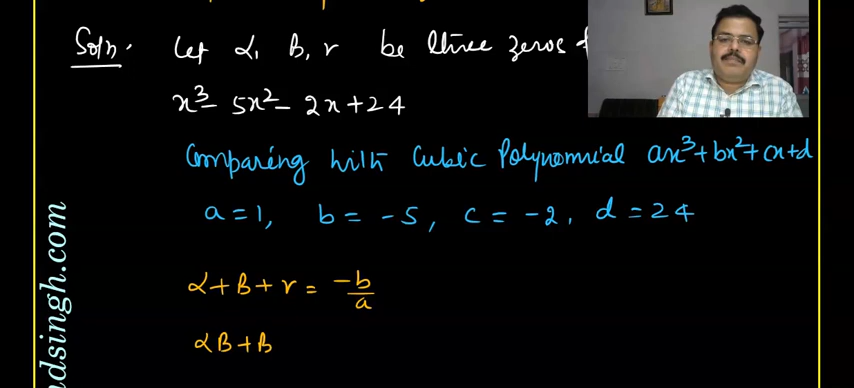 Soln. Let α, β, γ be three zeros
x³ - 5x² - 2x + 24
Comparing with Cubic Polynomial ax³ + bx² + cx + d
a = 1, b = -5, c = -2, d = 24
α + β + γ = -b/a
αβ + β
ndsingh.com